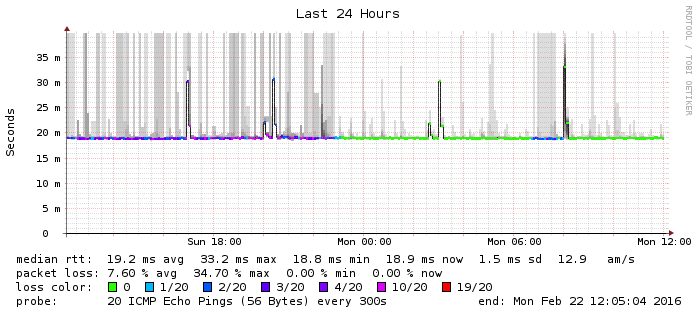 Last 24 Hours
RRDTOOL / TOBI OETIKER
Seconds
35 m
30 m
25 m
20 m
15 m
10 m
5 m
0
Sun 18:00 Mon 00:00 Mon 06:00 Mon 12:00
median rtt: 19.2 ms avg 33.2 ms max 18.8 ms min 18.9 ms now 1.5 ms sd 12.9 am/s
packet loss: 7.60 % avg 34.70 % max 0.00 % min 0.00 % now
loss color: 0 1/20 2/20 3/20 4/20 10/20 19/20
probe: 20 ICMP Echo Pings (56 Bytes) every 300s end: Mon Feb 22 12:05:04 2016